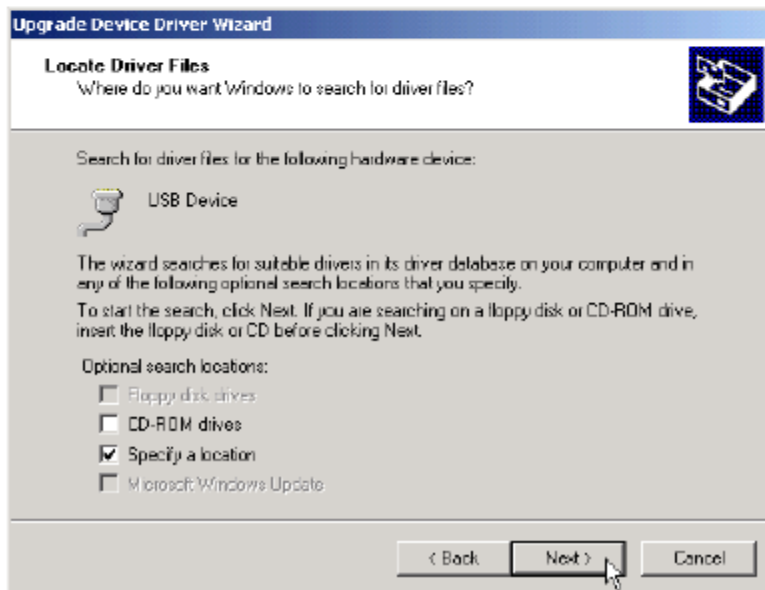 Upgrade Device Driver Wizard
Locate Driver Files
Where do you want Windows to search for driver files?
Search for driver files for the following hardware device:
USB Device
The wizard searches for suitable drivers in its driver database on your computer and in
any of the following optional search locations that you specify.
To start the search, click Next. If you are searching on a floppy disk or CD-ROM drive,
insert the floppy disk or CD before clicking Next.
Optional search locations:
Floppy disk drives
CD-ROM drives
Specify a location
Microsoft Windows Update
< Back
Next >
Cancel